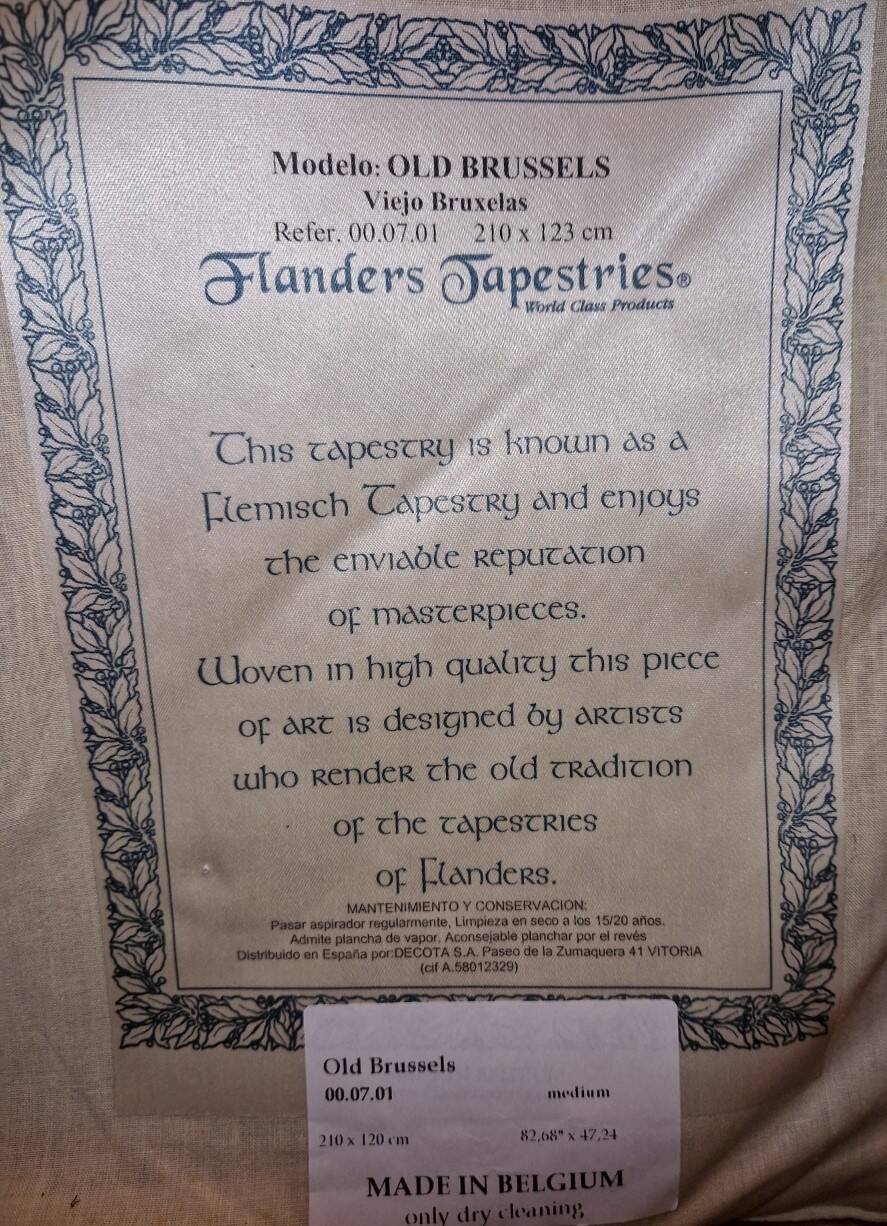 Modelo: OLD BRUSSELS
Viejo Bruxelas
Refer. 00.07.01 210 x 123 cm
Flanders Tapestries®
World Class Products
This tapestry is known as a
Flemisch Tapestry and enjoys
the enviable reputation
of masterpieces.
Woven in high quality this piece
of art is designed by artists
who render the old tradition
of the tapestries
of Flanders.
MANTENIMIENTO Y CONSERVACION:
Pasar aspirador regularmente, Limpieza en seco a los 15/20 años.
Admite plancha de vapor. Aconsejable planchar por el revés
Distribuido en España por:DECOTA S.A. Paseo de la Zumaquera 41 VITORIA
(cif A.58012329)
Old Brussels
00.07.01 medium
210 x 120 cm 82,68" x 47,24
MADE IN BELGIUM
only dry cleaning